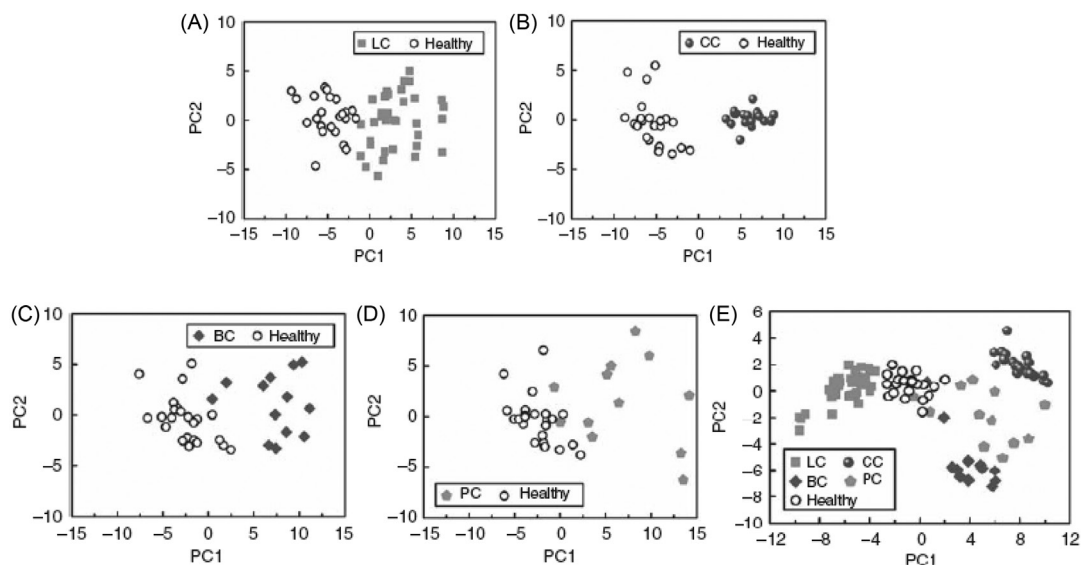 (A)
10
5
0
−5
−10
PC2
LC Healthy
−15 −10 −5 0 5 10 15
PC1
(B)
10
5
0
−5
−10
PC2
CC Healthy
−15 −10 −5 0 5 10 15
PC1
(C)
10
5
0
−5
−10
PC2
BC Healthy
−15 −10 −5 0 5 10 15
PC1
(D)
10
5
0
−5
−10
PC2
PC Healthy
−15 −10 −5 0 5 10 15
PC1
(E)
6
4
2
0
−2
−4
−6
−8
−10
PC2
LC CC
BC PC
Healthy
−12 −8 −4 0 4 8 12
PC1